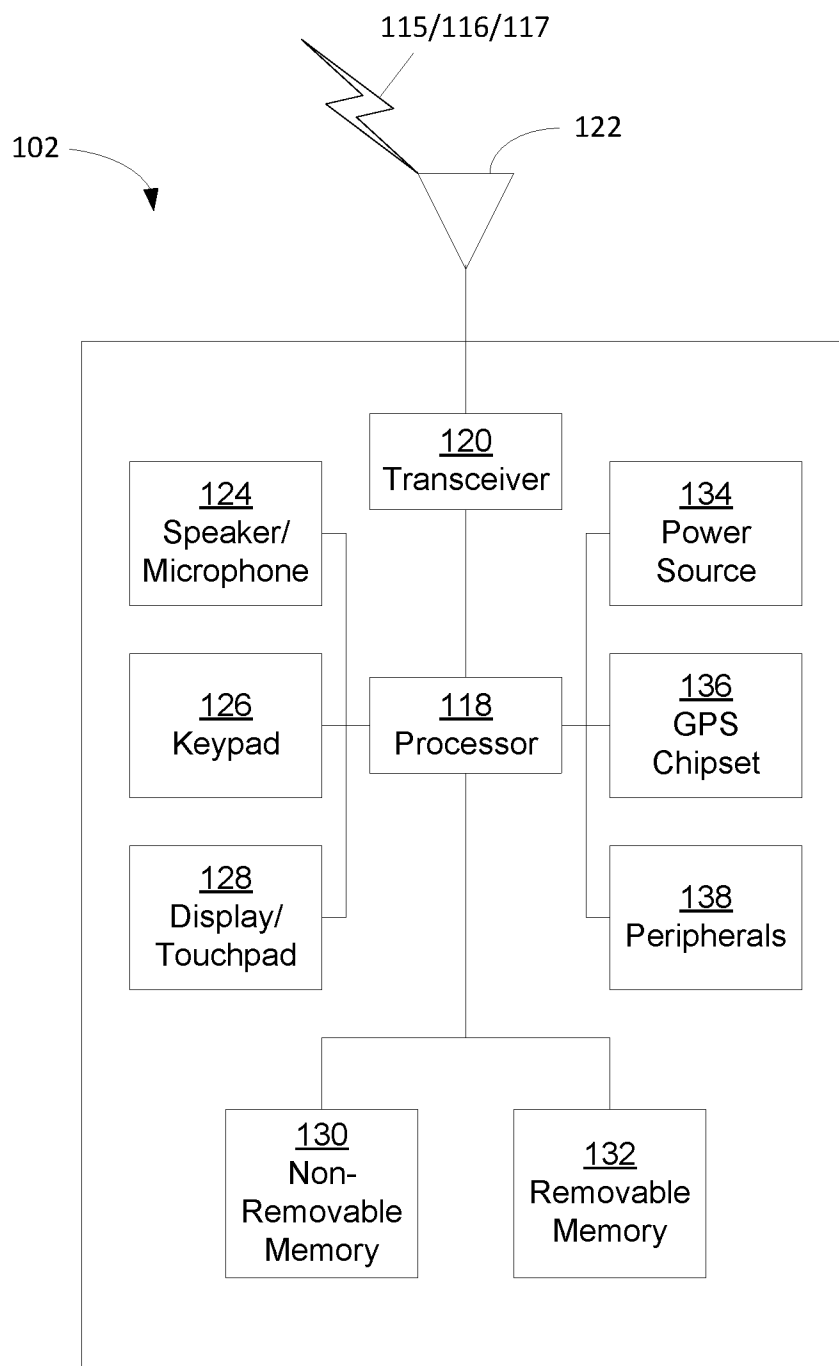 115/116/117
122
102
120
Transceiver
124
Speaker/
Microphone
134
Power
Source
126
Keypad
118
Processor
136
GPS
Chipset
128
Display/
Touchpad
138
Peripherals
130
Non-
Removable
Memory
132
Removable
Memory